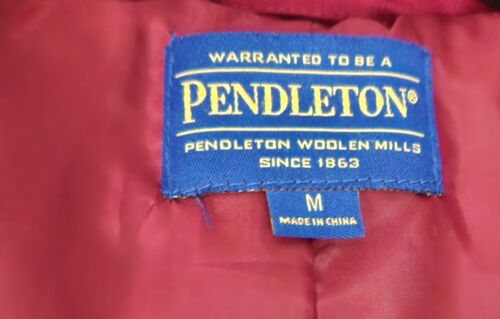 WARRANTED TO BE A
PENDLETON®
PENDLETON WOOLEN MILLS
SINCE 1863
M
MADE IN CHINA